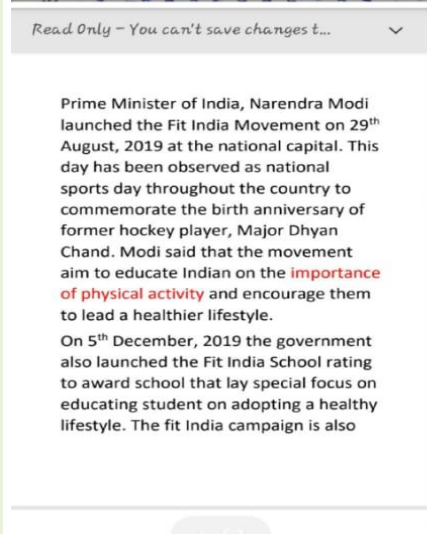 Read Only - You can't save changes t...
Prime Minister of India, Narendra Modi
launched the Fit India Movement on 29th
August, 2019 at the national capital. This
day has been observed as national
sports day throughout the country to
commemorate the birth anniversary of
former hockey player, Major Dhyan
Chand. Modi said that the movement
aim to educate Indian on the importance
of physical activity and encourage them
to lead a healthier lifestyle.
On 5th December, 2019 the government
also launched the Fit India School rating
to award school that lay special focus on
educating student on adopting a healthy
lifestyle. The fit India campaign is also